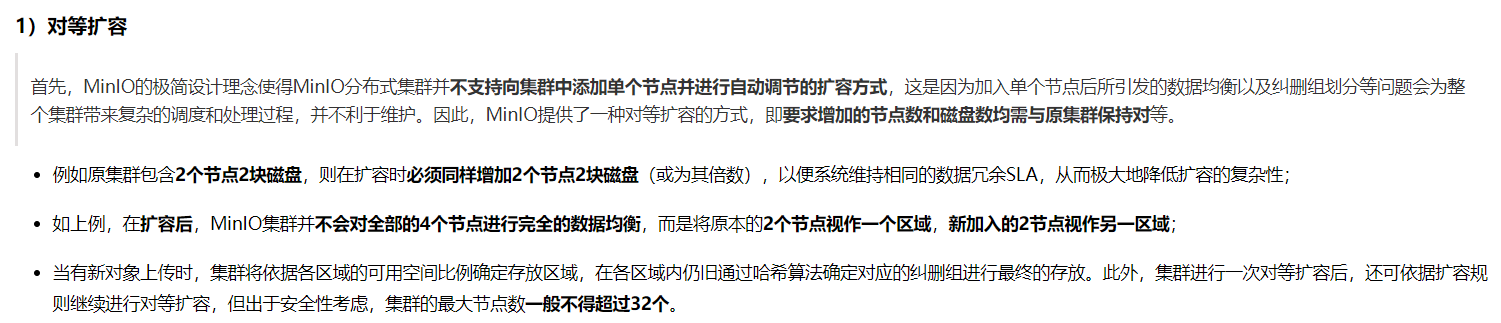 1）对等扩容
首先，MinIO的极简设计理念使得MinIO分布式集群并不支持向集群中添加单个节点并进行自动调节的扩容方式，这是因为加入单个节点后所引发的数据均衡以及纠删组划分等问题会为整
个集群带来复杂的调度和处理过程，并不利于维护。因此，MinIO提供了一种对等扩容的方式，即要求增加的节点数和磁盘数均需与原集群保持对等。
• 例如原集群包含2个节点2块磁盘，则在扩容时必须同样增加2个节点2块磁盘（或为其倍数），以便系统维持相同的数据冗余SLA，从而极大地降低扩容的复杂性；
• 如上例，在扩容后，MinIO集群并不会对全部的4个节点进行完全的数据均衡，而是将原本的2个节点视作一个区域，新加入的2节点视作另一区域；
• 当有新对象上传时，集群将依据各区域的可用空间比例确定存放区域，在各区域内仍旧通过哈希算法确定对应的纠删组进行最终的存放。此外，集群进行一次对等扩容后，还可依据扩容规
则继续进行对等扩容，但出于安全性考虑，集群的最大节点数一般不得超过32个。